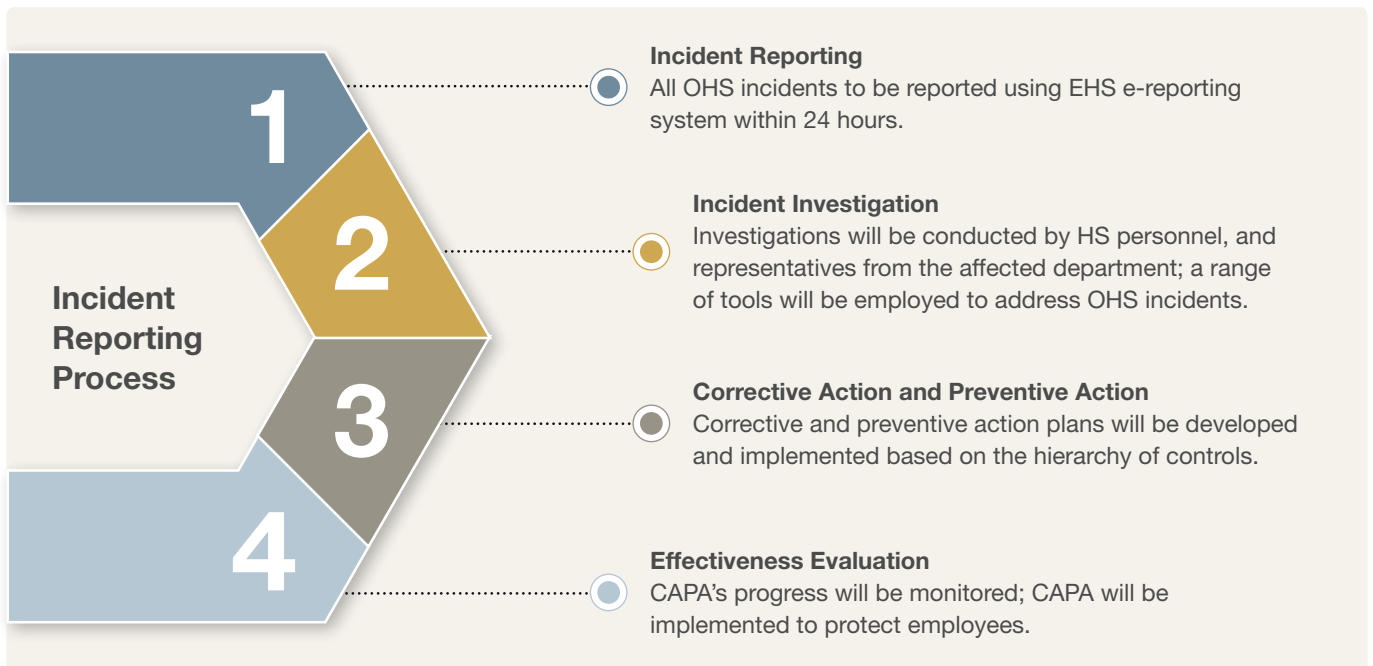 Incident
Reporting
Process
1
Incident Reporting
All OHS incidents to be reported using EHS e-reporting
system within 24 hours.
2
Incident Investigation
Investigations will be conducted by HS personnel, and
representatives from the affected department; a range
of tools will be employed to address OHS incidents.
3
Corrective Action and Preventive Action
Corrective and preventive action plans will be developed
and implemented based on the hierarchy of controls.
4
Effectiveness Evaluation
CAPA’s progress will be monitored; CAPA will be
implemented to protect employees.